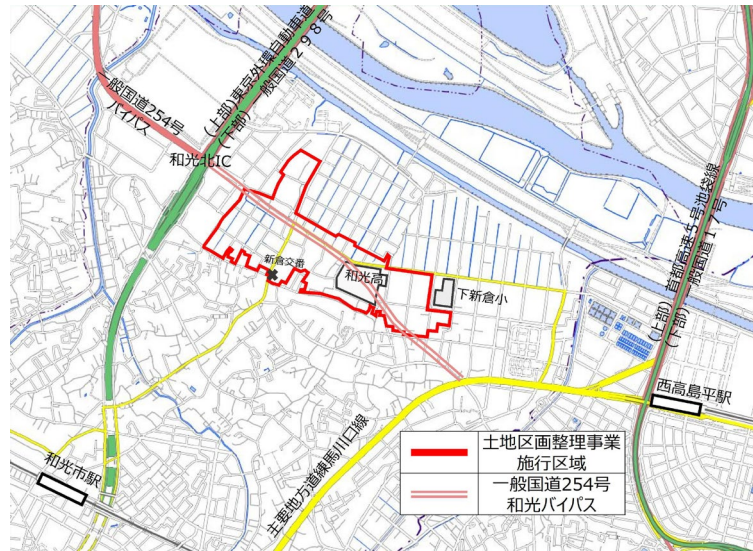 (上部)東京外環自動車道
(下部)一般国道298号
一般国道254号
バイパス
和光北IC
新倉交番
和光高
下新倉小
(上部)首都高速5号池袋線
(下部)一般国道17号
西高島平駅
主要地方道練馬川口線
和光市駅
土地区画整理事業
施行区域
一般国道254号
和光バイパス